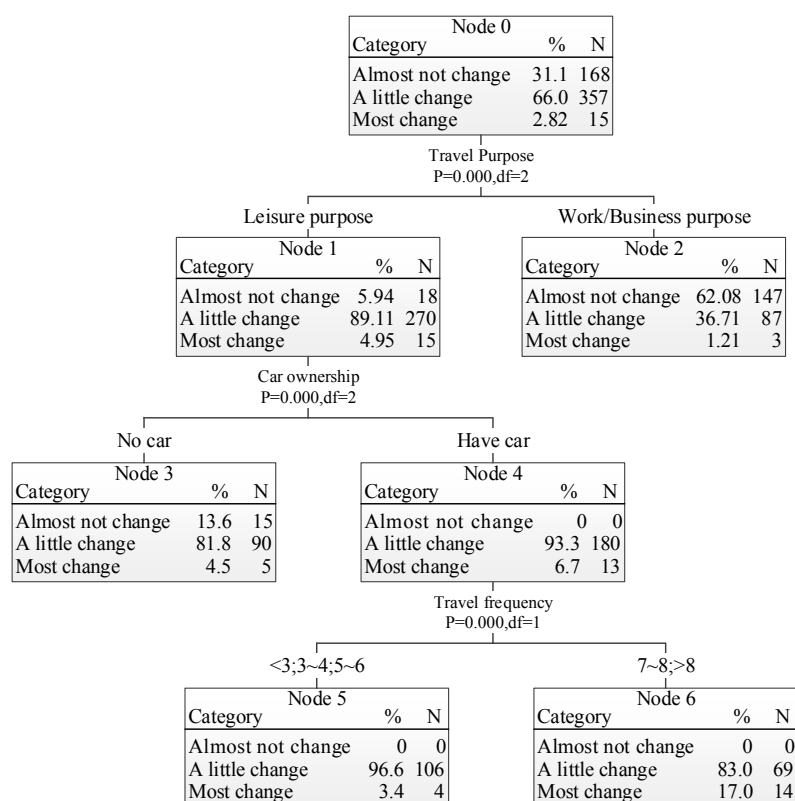 Node 0
Category % N
Almost not change 31.1 168
A little change 66.0 357
Most change 2.82 15
Travel Purpose
P=0.000,df=2
Leisure purpose
Work/Business purpose
Node 1
Category % N
Almost not change 5.94 18
A little change 89.11 270
Most change 4.95 15
Node 2
Category % N
Almost not change 62.08 147
A little change 36.71 87
Most change 1.21 3
Car ownership
P=0.000,df=2
No car
Have car
Node 3
Category % N
Almost not change 13.6 15
A little change 81.8 90
Most change 4.5 5
Node 4
Category % N
Almost not change 0 0
A little change 93.3 180
Most change 6.7 13
Travel frequency
P=0.000,df=1
<3;3~4;5~6
7~8;>8
Node 5
Category % N
Almost not change 0 0
A little change 96.6 106
Most change 3.4 4
Node 6
Category % N
Almost not change 0 0
A little change 83.0 69
Most change 17.0 14